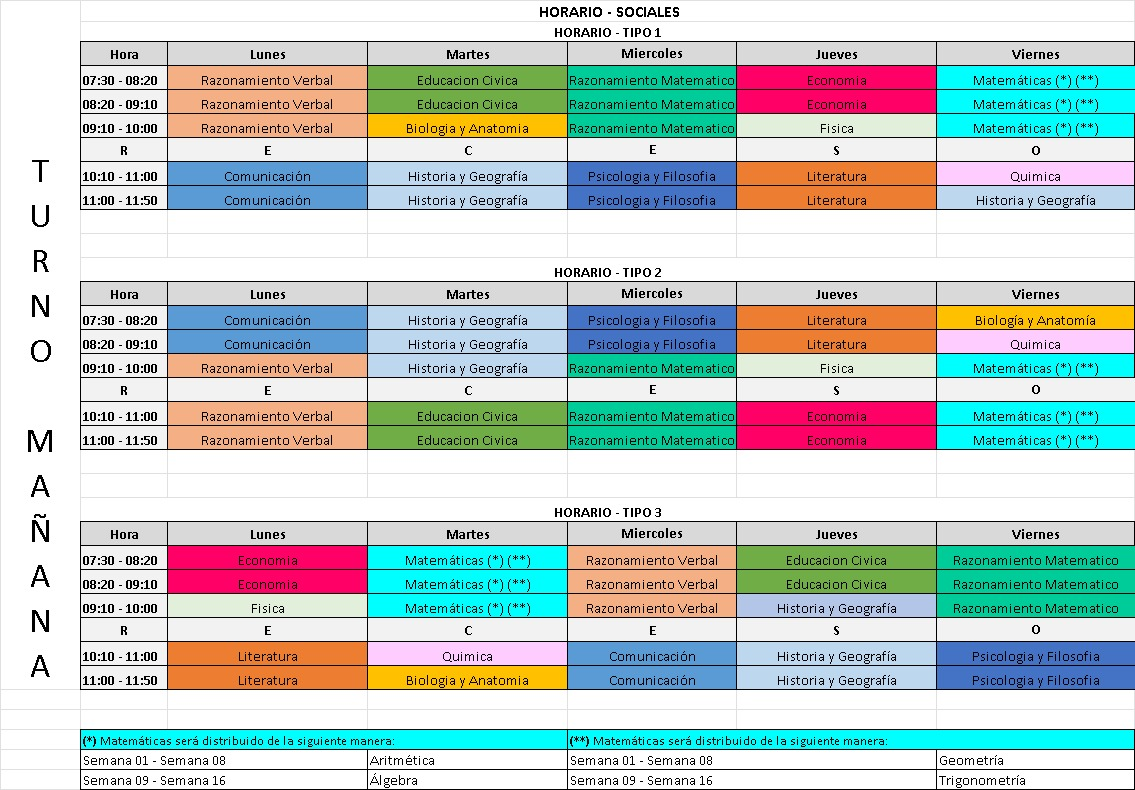 HORARIO - SOCIALES
HORARIO - TIPO 1
Hora Lunes Martes Miercoles Jueves Viernes
07:30 - 08:20 Razonamiento Verbal Educacion Civica Razonamiento Matematico Economia Matemáticas (*) (**)
08:20 - 09:10 Razonamiento Verbal Educacion Civica Razonamiento Matematico Economia Matemáticas (*) (**)
09:10 - 10:00 Razonamiento Verbal Biologia y Anatomia Razonamiento Matematico Fisica Matemáticas (*) (**)
R E C E S O
10:10 - 11:00 Comunicación Historia y Geografía Psicologia y Filosofia Literatura Quimica
11:00 - 11:50 Comunicación Historia y Geografía Psicologia y Filosofia Literatura Historia y Geografía
HORARIO - TIPO 2
Hora Lunes Martes Miercoles Jueves Viernes
07:30 - 08:20 Comunicación Historia y Geografía Psicologia y Filosofia Literatura Biología y Anatomía
08:20 - 09:10 Comunicación Historia y Geografía Psicologia y Filosofia Literatura Quimica
09:10 - 10:00 Razonamiento Verbal Historia y Geografía Razonamiento Matematico Fisica Matemáticas (*) (**)
R E C E S O
10:10 - 11:00 Razonamiento Verbal Educacion Civica Razonamiento Matematico Economia Matemáticas (*) (**)
11:00 - 11:50 Razonamiento Verbal Educacion Civica Razonamiento Matematico Economia Matemáticas (*) (**)
HORARIO - TIPO 3
Hora Lunes Martes Miercoles Jueves Viernes
07:30 - 08:20 Economia Matemáticas (*) (**) Razonamiento Verbal Educacion Civica Razonamiento Matematico
08:20 - 09:10 Economia Matemáticas (*) (**) Razonamiento Verbal Educacion Civica Razonamiento Matematico
09:10 - 10:00 Fisica Matemáticas (*) (**) Razonamiento Verbal Historia y Geografía Razonamiento Matematico
R E C E S O
10:10 - 11:00 Literatura Quimica Comunicación Historia y Geografía Psicologia y Filosofia
11:00 - 11:50 Literatura Biologia y Anatomia Comunicación Historia y Geografía Psicologia y Filosofia
TURNO MAÑANA
(*) Matemáticas será distribuido de la siguiente manera: (**) Matemáticas será distribuido de la siguiente manera:
Semana 01 - Semana 08 Aritmética Semana 01 - Semana 08 Geometría
Semana 09 - Semana 16 Álgebra Semana 09 - Semana 16 Trigonometría